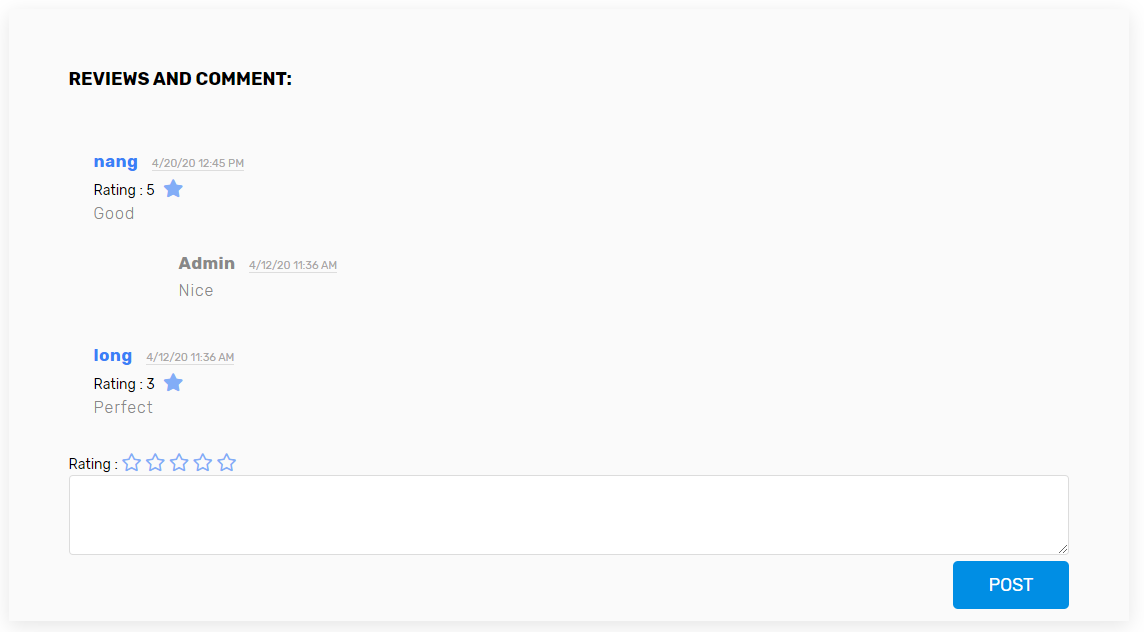 REVIEWS AND COMMENT:
nang 4/20/20 12:45 PM
Rating : 5
Good
Admin 4/12/20 11:36 AM
Nice
long 4/12/20 11:36 AM
Rating : 3
Perfect
Rating :
POST